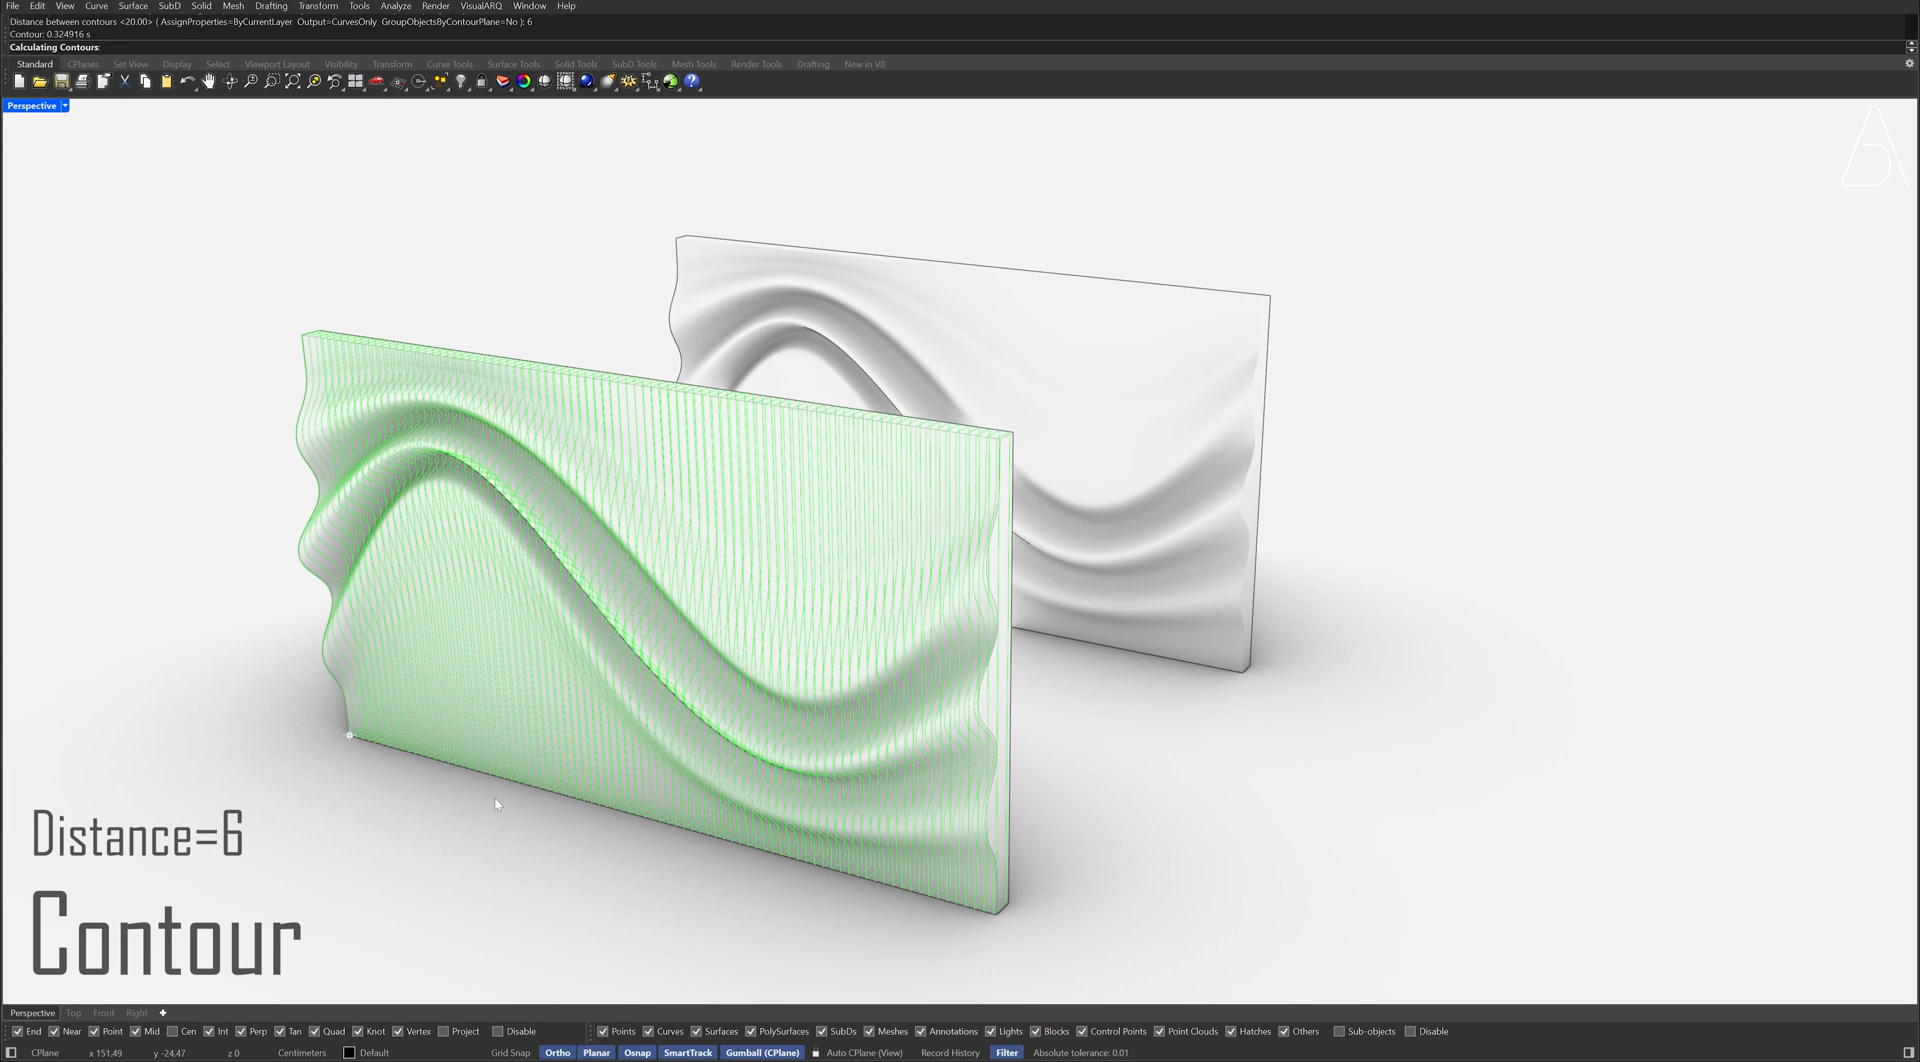 File Edit View Curve Surface SubD Solid Mesh Drafting Transform Tools Analyze Render VisualARQ Window Help
Distance between contours <20.00> ( AssignProperties=ByCurrentLayer Output=CurvesOnly GroupObjectsByContourPlane=No ): 6
Contour: 0.324916 s
Calculating Contours:
Standard CPlanes Set View Display Select Viewport Layout Visibility Transform Curve Tools Surface Tools Solid Tools SubD Tools Mesh Tools Render Tools Drafting New in V8
Perspective
Distance=6
Contour
Perspective Top Front Right
End Near Point Mid Cen Int Perp Tan Quad Knot Vertex Project Disable Points Curves Surfaces PolySurfaces SubDs Meshes Annotations Lights Blocks Control Points Point Clouds Hatches Others Sub-objects Disable
CPlane x 151.49 y -24.47 z 0 Centimeters Default Grid Snap Ortho Planar Osnap SmartTrack Gumball (CPlane) Auto CPlane (View) Record History Filter Absolute tolerance: 0.01